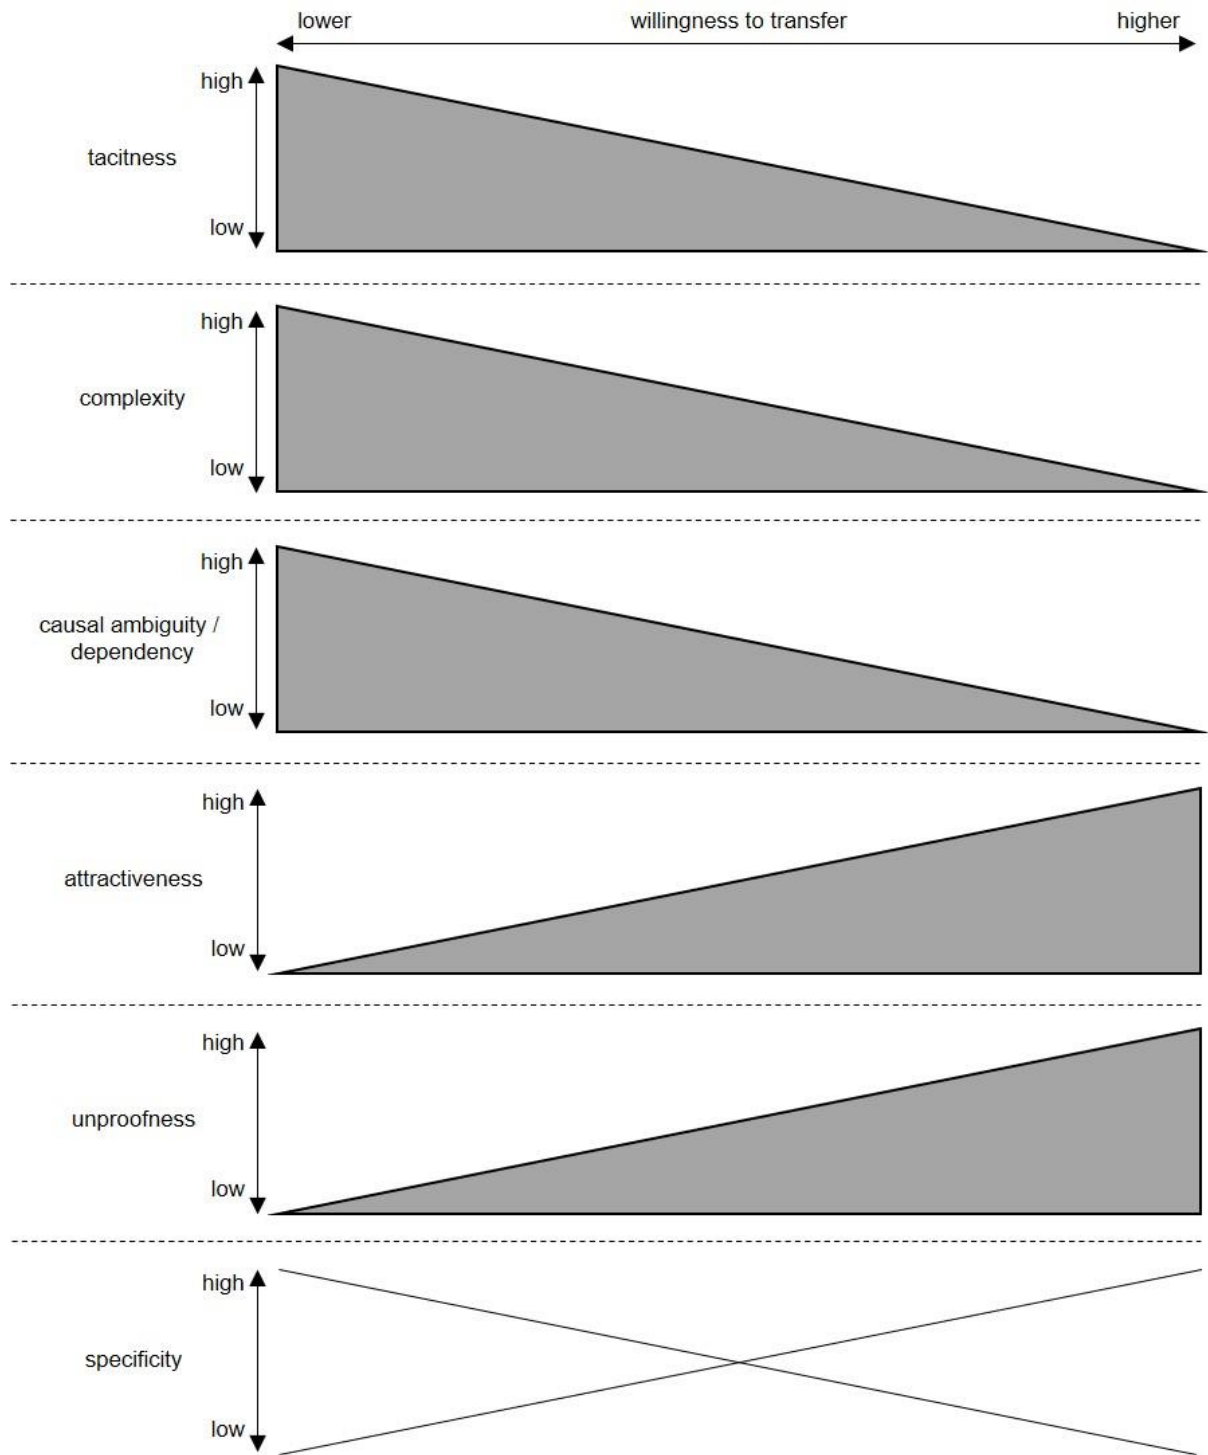 lower willingness to transfer higher
high
tacitness
low
high
complexity
low
high
causal ambiguity /
dependency
low
high
attractiveness
low
high
unproofness
low
high
specificity
low